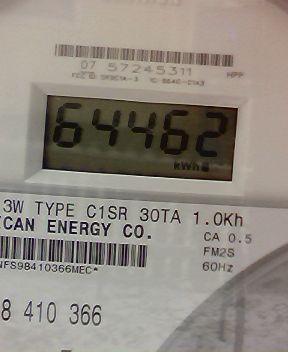 07 57245311
HPP
64462
kWh
3W TYPE C1SR 30TA 1.0Kh
CAN ENERGY CO.
CA 0.5
FM2S
60Hz
NFS98410366MEC*
8 410 366